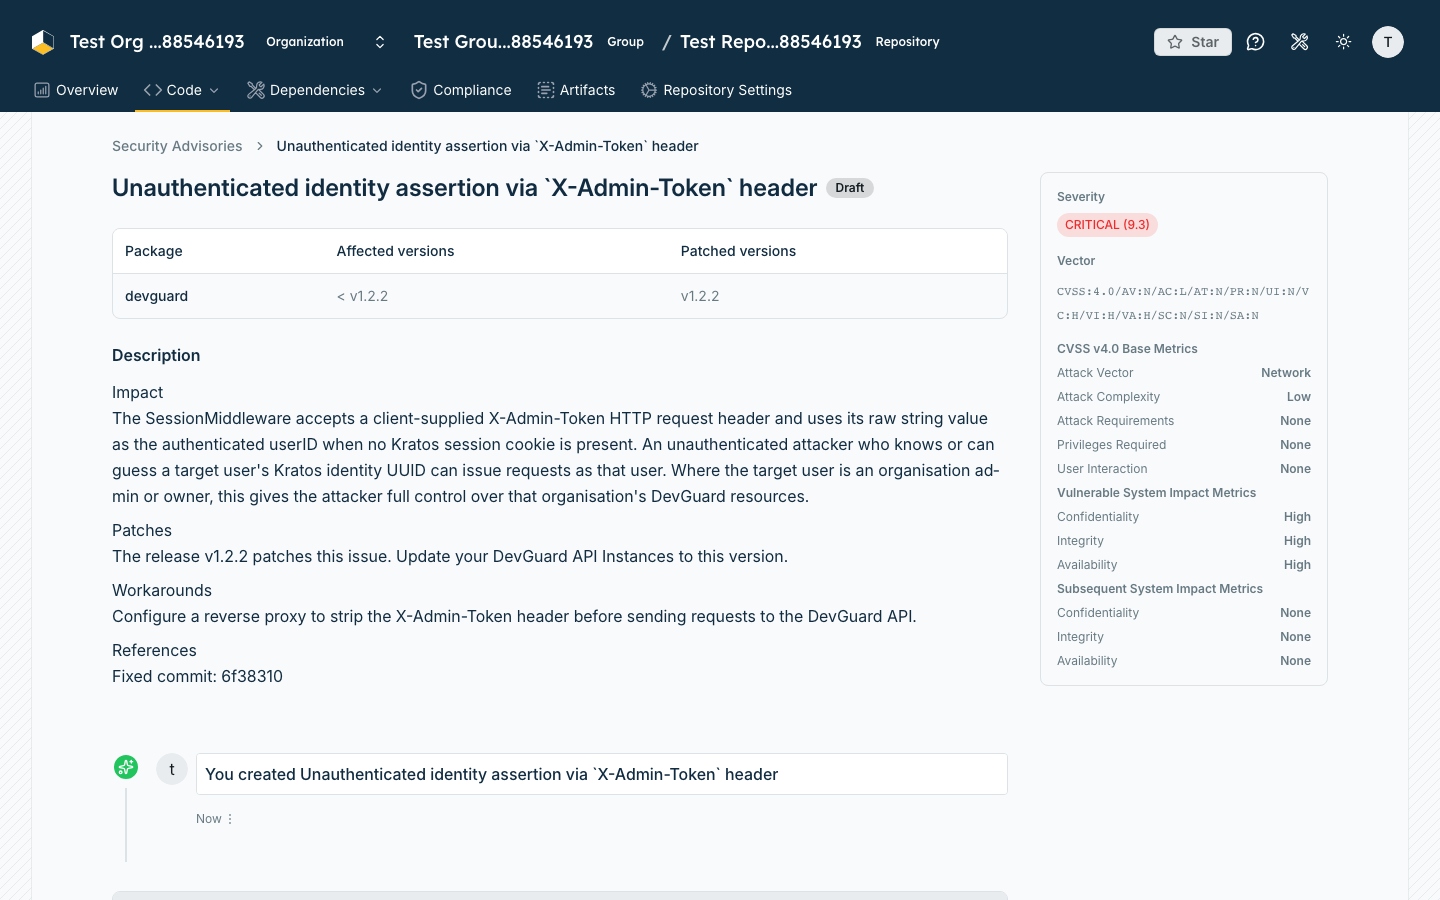 Test Org ...88546193 Organization Test Grou...88546193 Group / Test Repo...88546193 Repository Star T
Overview Code Dependencies Compliance Artifacts Repository Settings
Security Advisories > Unauthenticated identity assertion via `X-Admin-Token` header
Unauthenticated identity assertion via `X-Admin-Token` header Draft
Package Affected versions Patched versions
devguard < v1.2.2 v1.2.2
Description
Impact
The SessionMiddleware accepts a client-supplied X-Admin-Token HTTP request header and uses its raw string value
as the authenticated userID when no Kratos session cookie is present. An unauthenticated attacker who knows or can
guess a target user's Kratos identity UUID can issue requests as that user. Where the target user is an organisation ad-
min or owner, this gives the attacker full control over that organisation's DevGuard resources.
Patches
The release v1.2.2 patches this issue. Update your DevGuard API Instances to this version.
Workarounds
Configure a reverse proxy to strip the X-Admin-Token header before sending requests to the DevGuard API.
References
Fixed commit: 6f38310
t You created Unauthenticated identity assertion via `X-Admin-Token` header
Now
Severity
CRITICAL (9.3)
Vector
CVSS:4.0/AV:N/AC:L/AT:N/PR:N/UI:N/V
C:H/VI:H/VA:H/SC:N/SI:N/SA:N
CVSS v4.0 Base Metrics
Attack Vector Network
Attack Complexity Low
Attack Requirements None
Privileges Required None
User Interaction None
Vulnerable System Impact Metrics
Confidentiality High
Integrity High
Availability High
Subsequent System Impact Metrics
Confidentiality None
Integrity None
Availability None